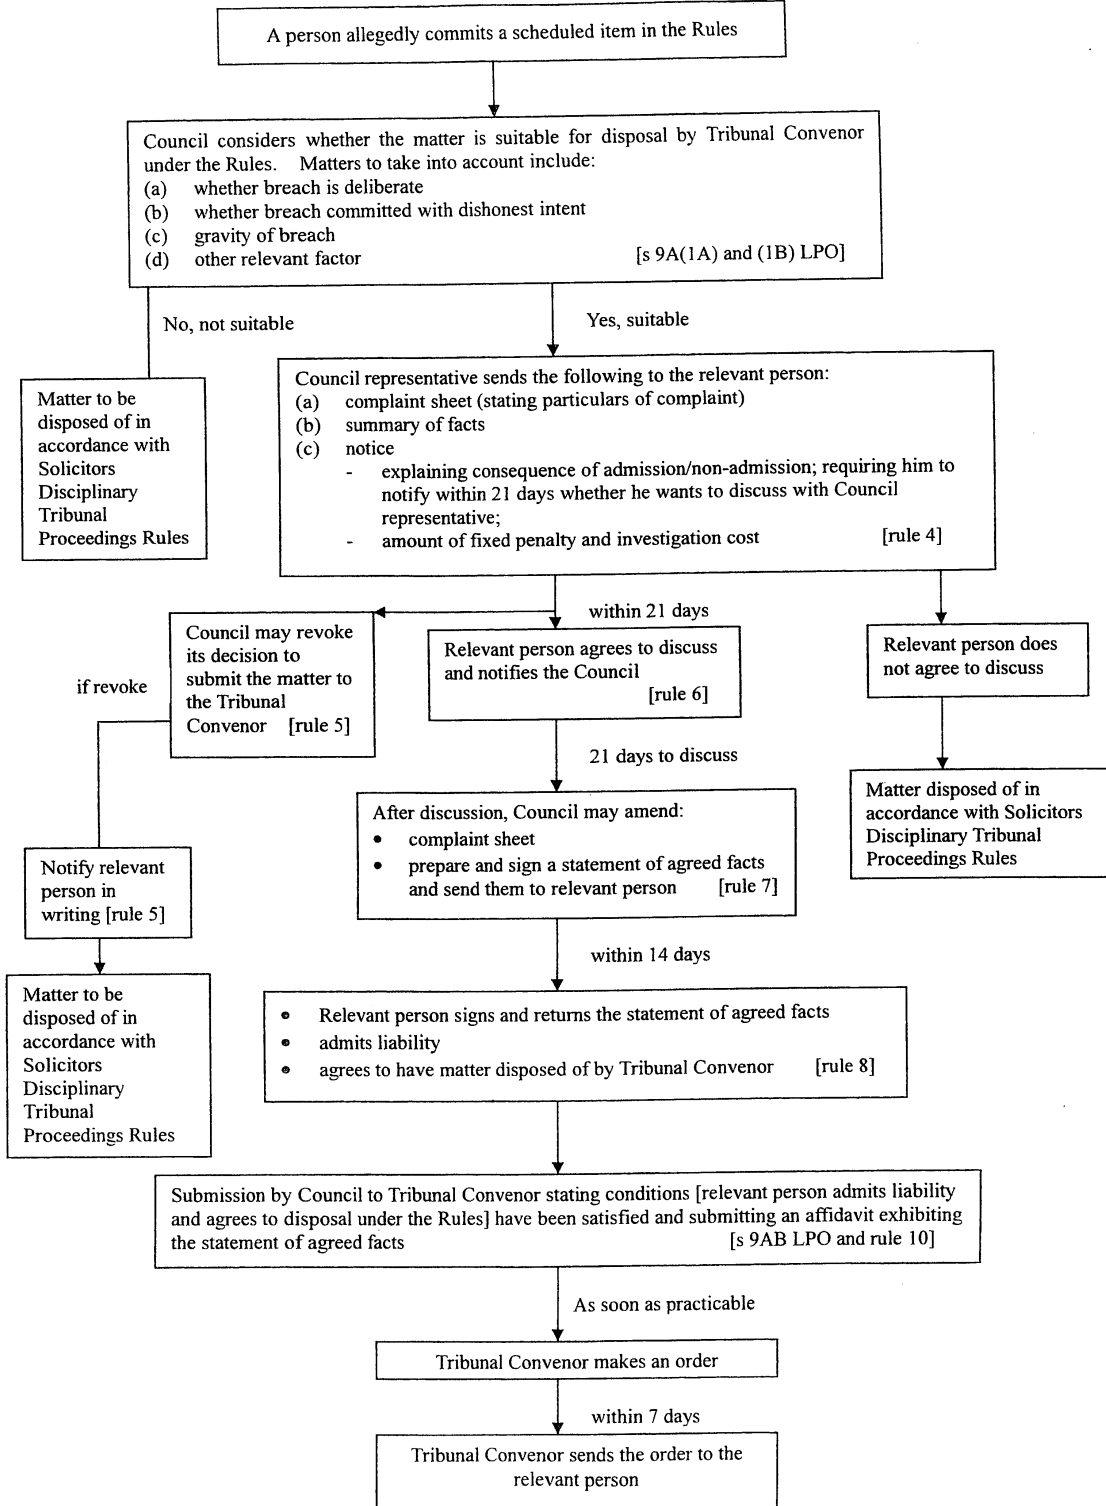 A person allegedly commits a scheduled item in the Rules
Council considers whether the matter is suitable for disposal by Tribunal Convenor
under the Rules. Matters to take into account include:
(a) whether breach is deliberate
(b) whether breach committed with dishonest intent
(c) gravity of breach
(d) other relevant factor [s 9A(1A) and (1B) LPO]
No, not suitable
Yes, suitable
Matter to be
disposed of in
accordance with
Solicitors
Disciplinary
Tribunal
Proceedings Rules
Council representative sends the following to the relevant person:
(a) complaint sheet (stating particulars of complaint)
(b) summary of facts
(c) notice
- explaining consequence of admission/non-admission; requiring him to
notify within 21 days whether he wants to discuss with Council
representative;
- amount of fixed penalty and investigation cost [rule 4]
within 21 days
Council may revoke
its decision to
submit the matter to
the Tribunal
Convenor [rule 5]
if revoke
Relevant person agrees to discuss
and notifies the Council
[rule 6]
Relevant person does
not agree to discuss
21 days to discuss
Matter disposed of in
accordance with Solicitors
Disciplinary Tribunal
Proceedings Rules
After discussion, Council may amend:
• complaint sheet
• prepare and sign a statement of agreed facts
and send them to relevant person [rule 7]
Notify relevant
person in
writing [rule 5]
within 14 days
Matter to be
disposed of in
accordance with
Solicitors
Disciplinary
Tribunal
Proceedings Rules
• Relevant person signs and returns the statement of agreed facts
• admits liability
• agrees to have matter disposed of by Tribunal Convenor [rule 8]
Submission by Council to Tribunal Convenor stating conditions [relevant person admits liability
and agrees to disposal under the Rules] have been satisfied and submitting an affidavit exhibiting
the statement of agreed facts [s 9AB LPO and rule 10]
As soon as practicable
Tribunal Convenor makes an order
within 7 days
Tribunal Convenor sends the order to the
relevant person